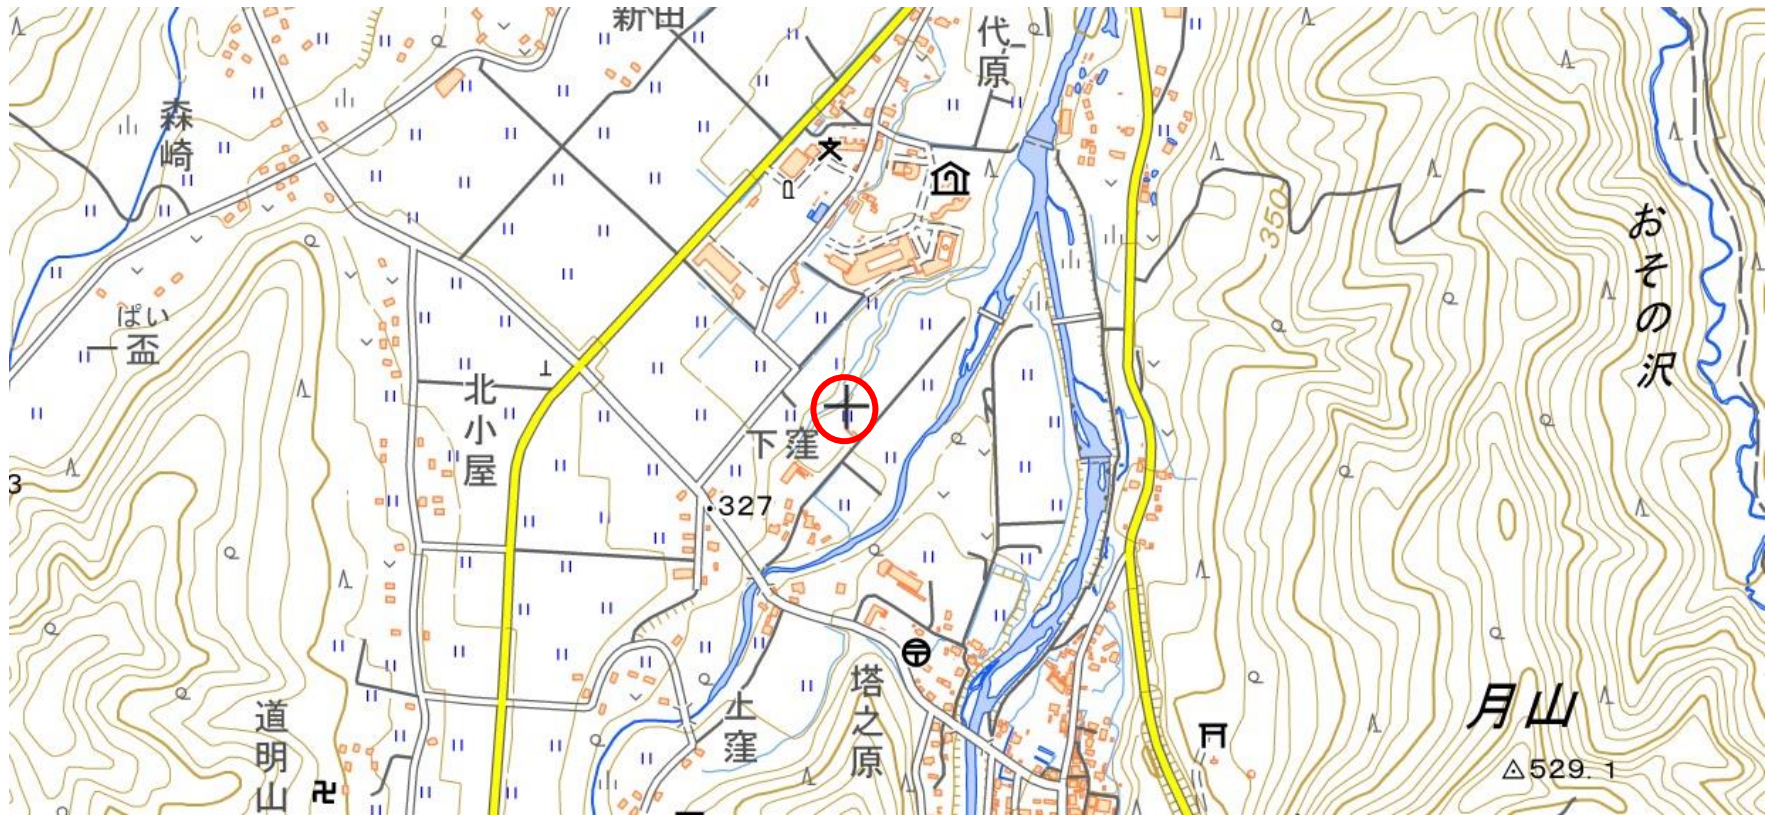 新田
代原
森崎
おその沢
350
ぱい
一盃
北小屋
下窪
327
3
上窪
塔之原
道明山
月山
529.1